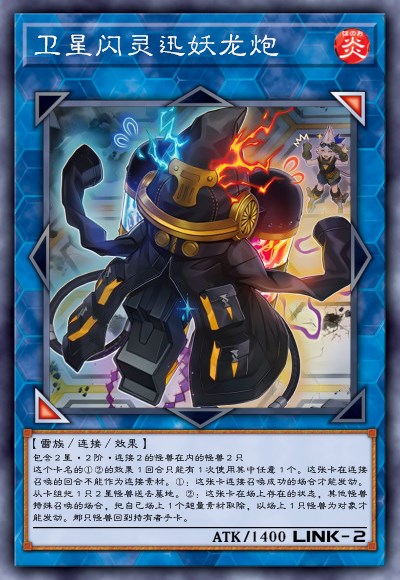 卫星闪灵迅妖龙炮
ほのお
炎
【雷族/连接/效果】
包含2星·2阶·连接2的怪兽在内的怪兽2只
这个卡名的①②的效果1回合只能有1次使用其中任意1个。这张卡在连接
召唤的回合不能作为连接素材。①：这张卡连接召唤成功的场合才能发动。
从卡组把1只2星怪兽送去墓地。②：这张卡在场上存在的状态，其他怪兽
特殊召唤的场合，把自己场上1个超量素材取除，以场上1只怪兽为对象才
能发动。那只怪兽回到持有者手卡。
ATK/1400 LINK-2